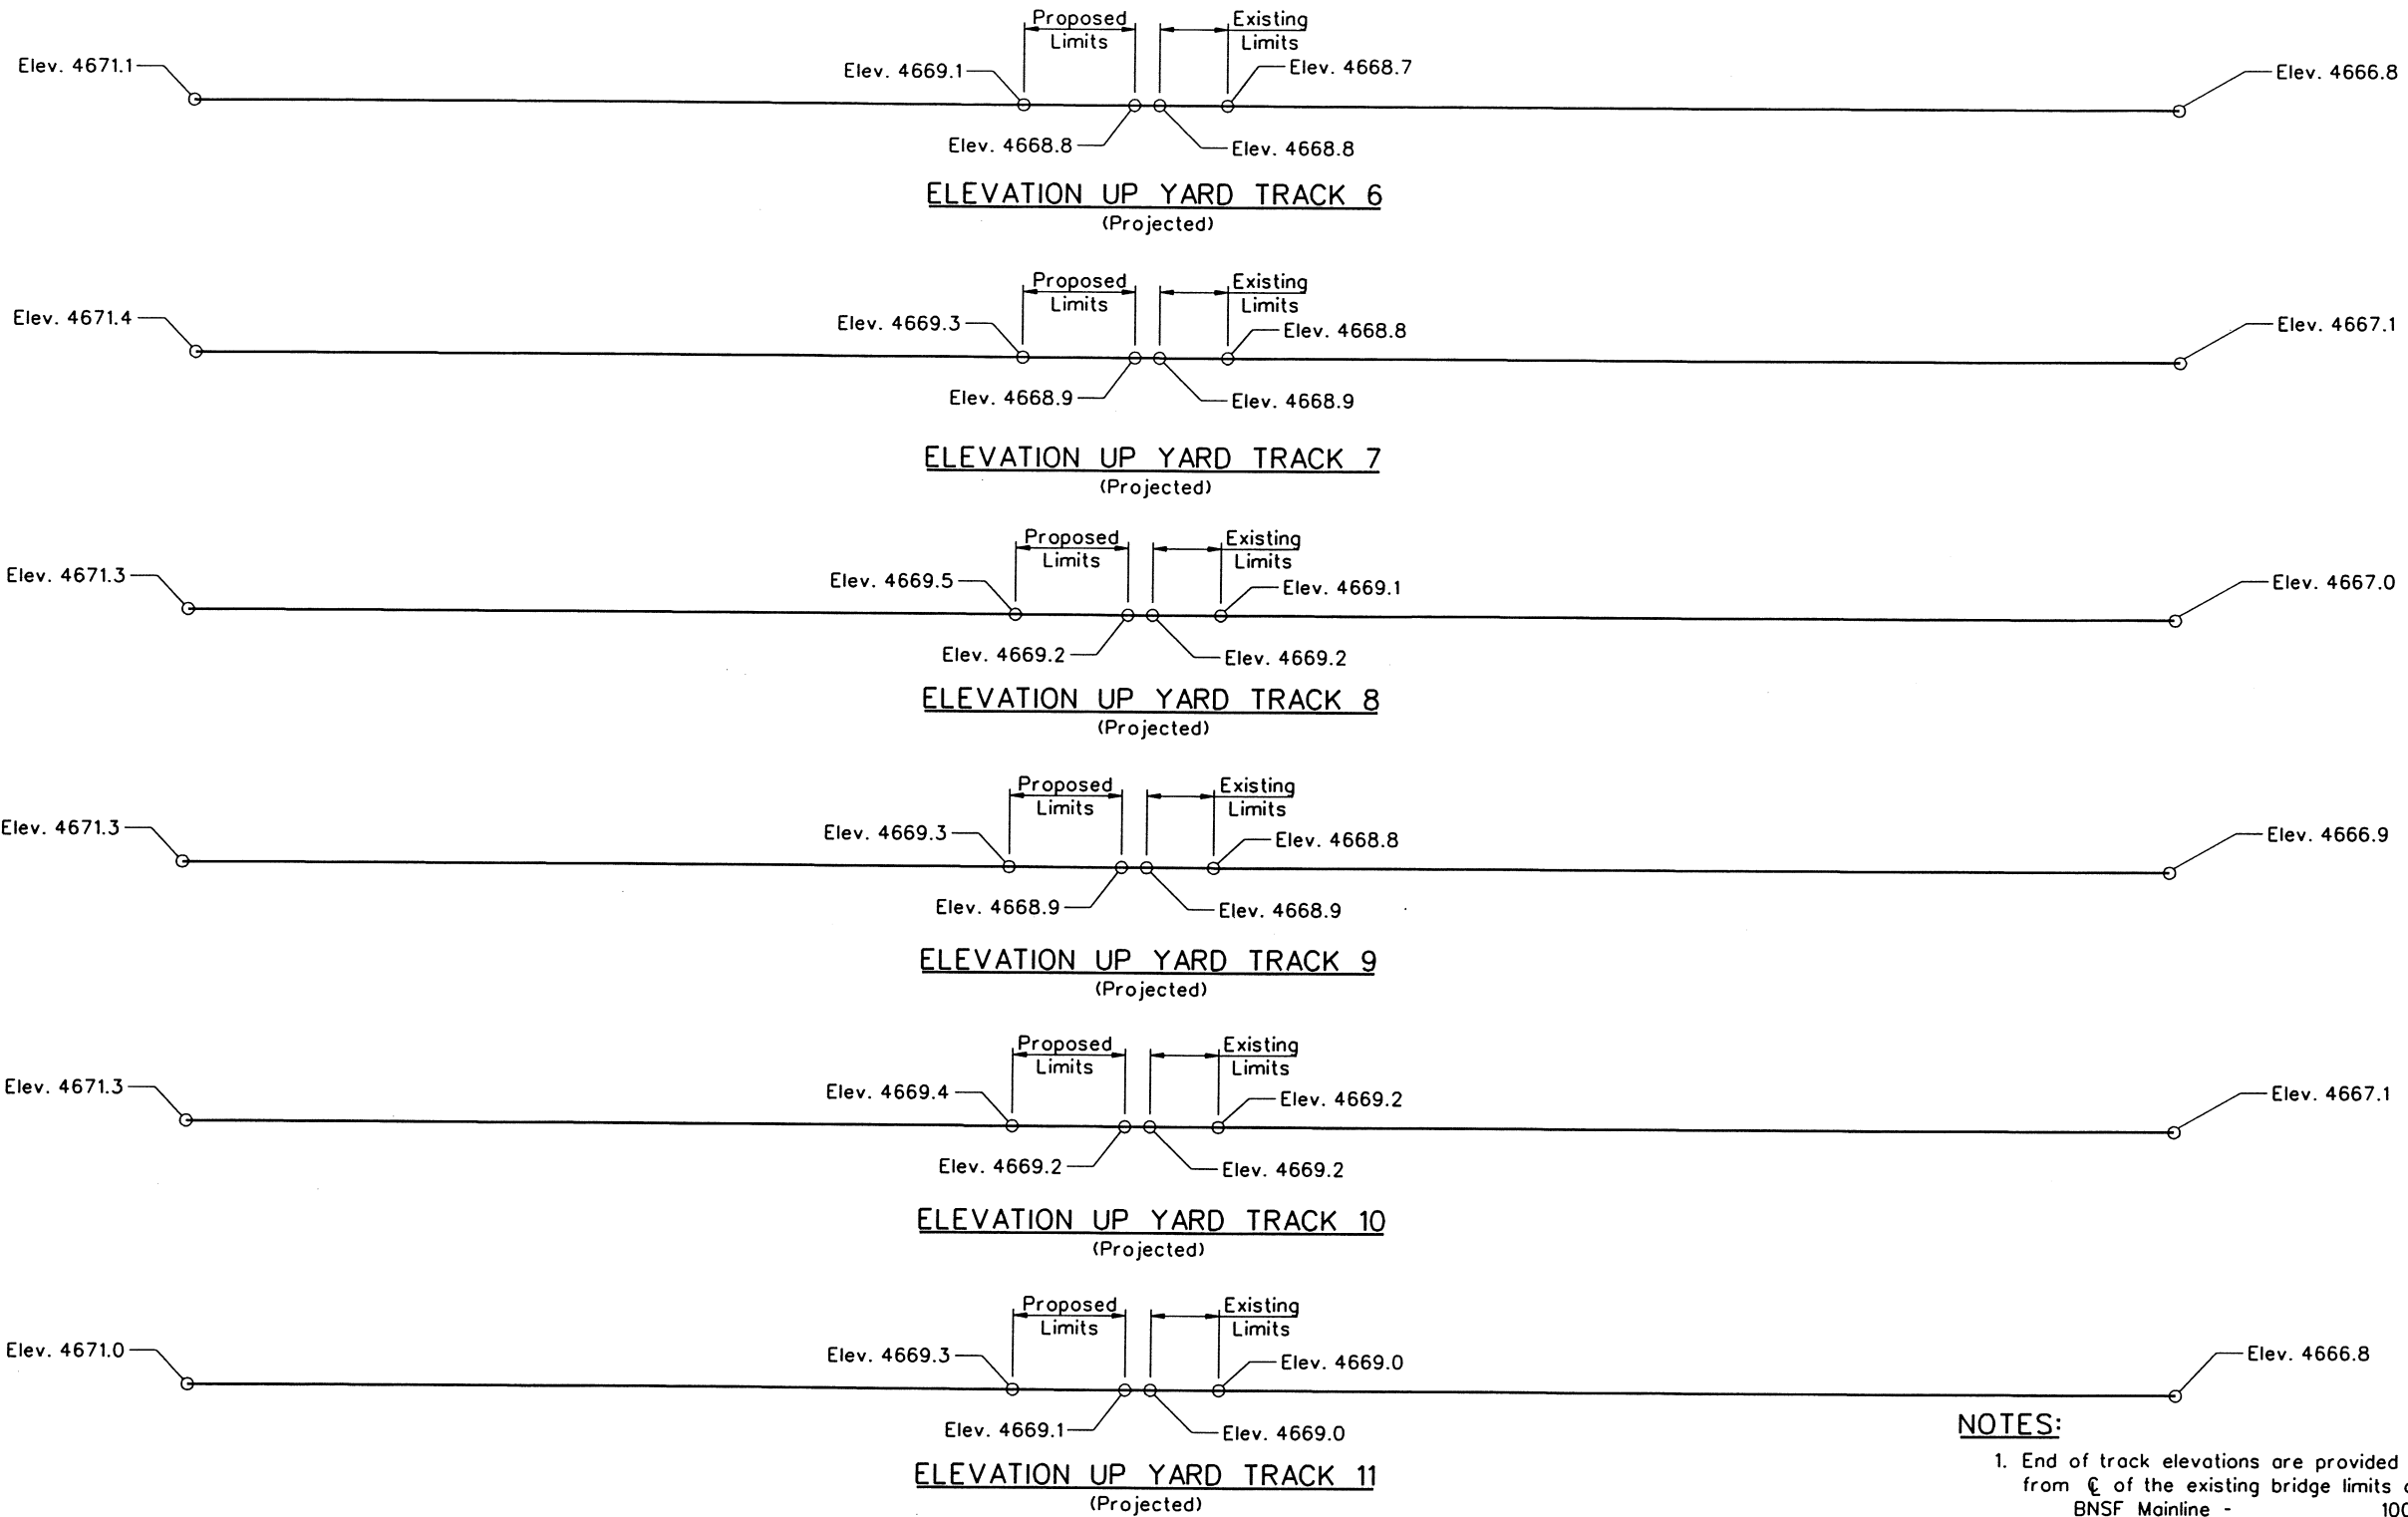 Proposed
Limits
Existing
Limits
Elev. 4671.1
Elev. 4669.1
Elev. 4668.7
Elev. 4666.8
Elev. 4668.8
Elev. 4668.8
ELEVATION UP YARD TRACK 6
(Projected)
Proposed
Limits
Existing
Limits
Elev. 4671.4
Elev. 4669.3
Elev. 4668.8
Elev. 4667.1
Elev. 4668.9
Elev. 4668.9
ELEVATION UP YARD TRACK 7
(Projected)
Proposed
Limits
Existing
Limits
Elev. 4671.3
Elev. 4669.5
Elev. 4669.1
Elev. 4667.0
Elev. 4669.2
Elev. 4669.2
ELEVATION UP YARD TRACK 8
(Projected)
Proposed
Limits
Existing
Limits
Elev. 4671.3
Elev. 4669.3
Elev. 4668.8
Elev. 4666.9
Elev. 4668.9
Elev. 4668.9
ELEVATION UP YARD TRACK 9
(Projected)
Proposed
Limits
Existing
Limits
Elev. 4671.3
Elev. 4669.4
Elev. 4669.2
Elev. 4667.1
Elev. 4669.2
Elev. 4669.2
ELEVATION UP YARD TRACK 10
(Projected)
Proposed
Limits
Existing
Limits
Elev. 4671.0
Elev. 4669.3
Elev. 4669.0
Elev. 4666.8
Elev. 4669.1
Elev. 4669.0
ELEVATION UP YARD TRACK 11
(Projected)
NOTES:
1. End of track elevations are provided
from ℄ of the existing bridge limits
BNSF Mainline - 100